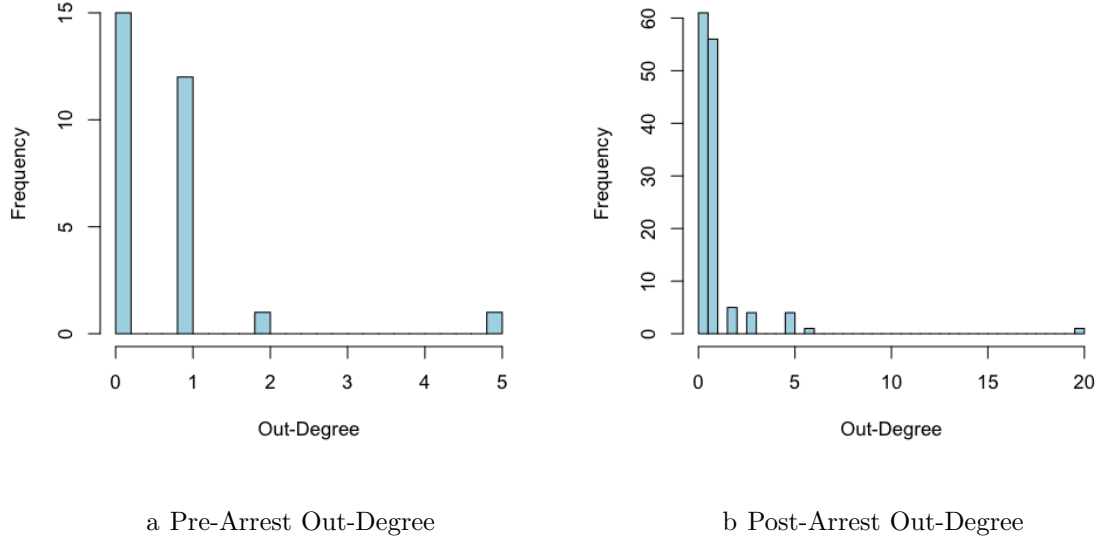 Frequency
0 5 10 15
0 1 2 3 4 5
Out-Degree
a Pre-Arrest Out-Degree
Frequency
0 10 20 30 40 50 60
0 5 10 15 20
Out-Degree
b Post-Arrest Out-Degree